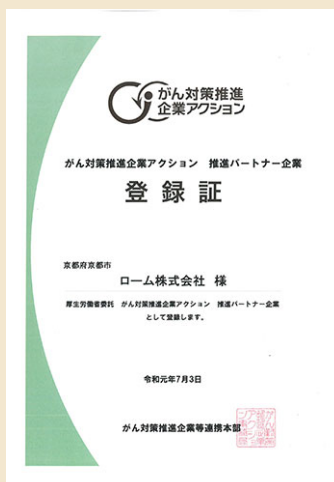 がん対策推進
企業アクション
がん対策推進企業アクション 推進パートナー企業
登録証
京都府京都市
ローム株式会社 様
厚生労働省委託 がん対策推進企業アクション 推進パートナー企業
として登録します。
令和元年7月3日
がん対策推進企業等連携本部